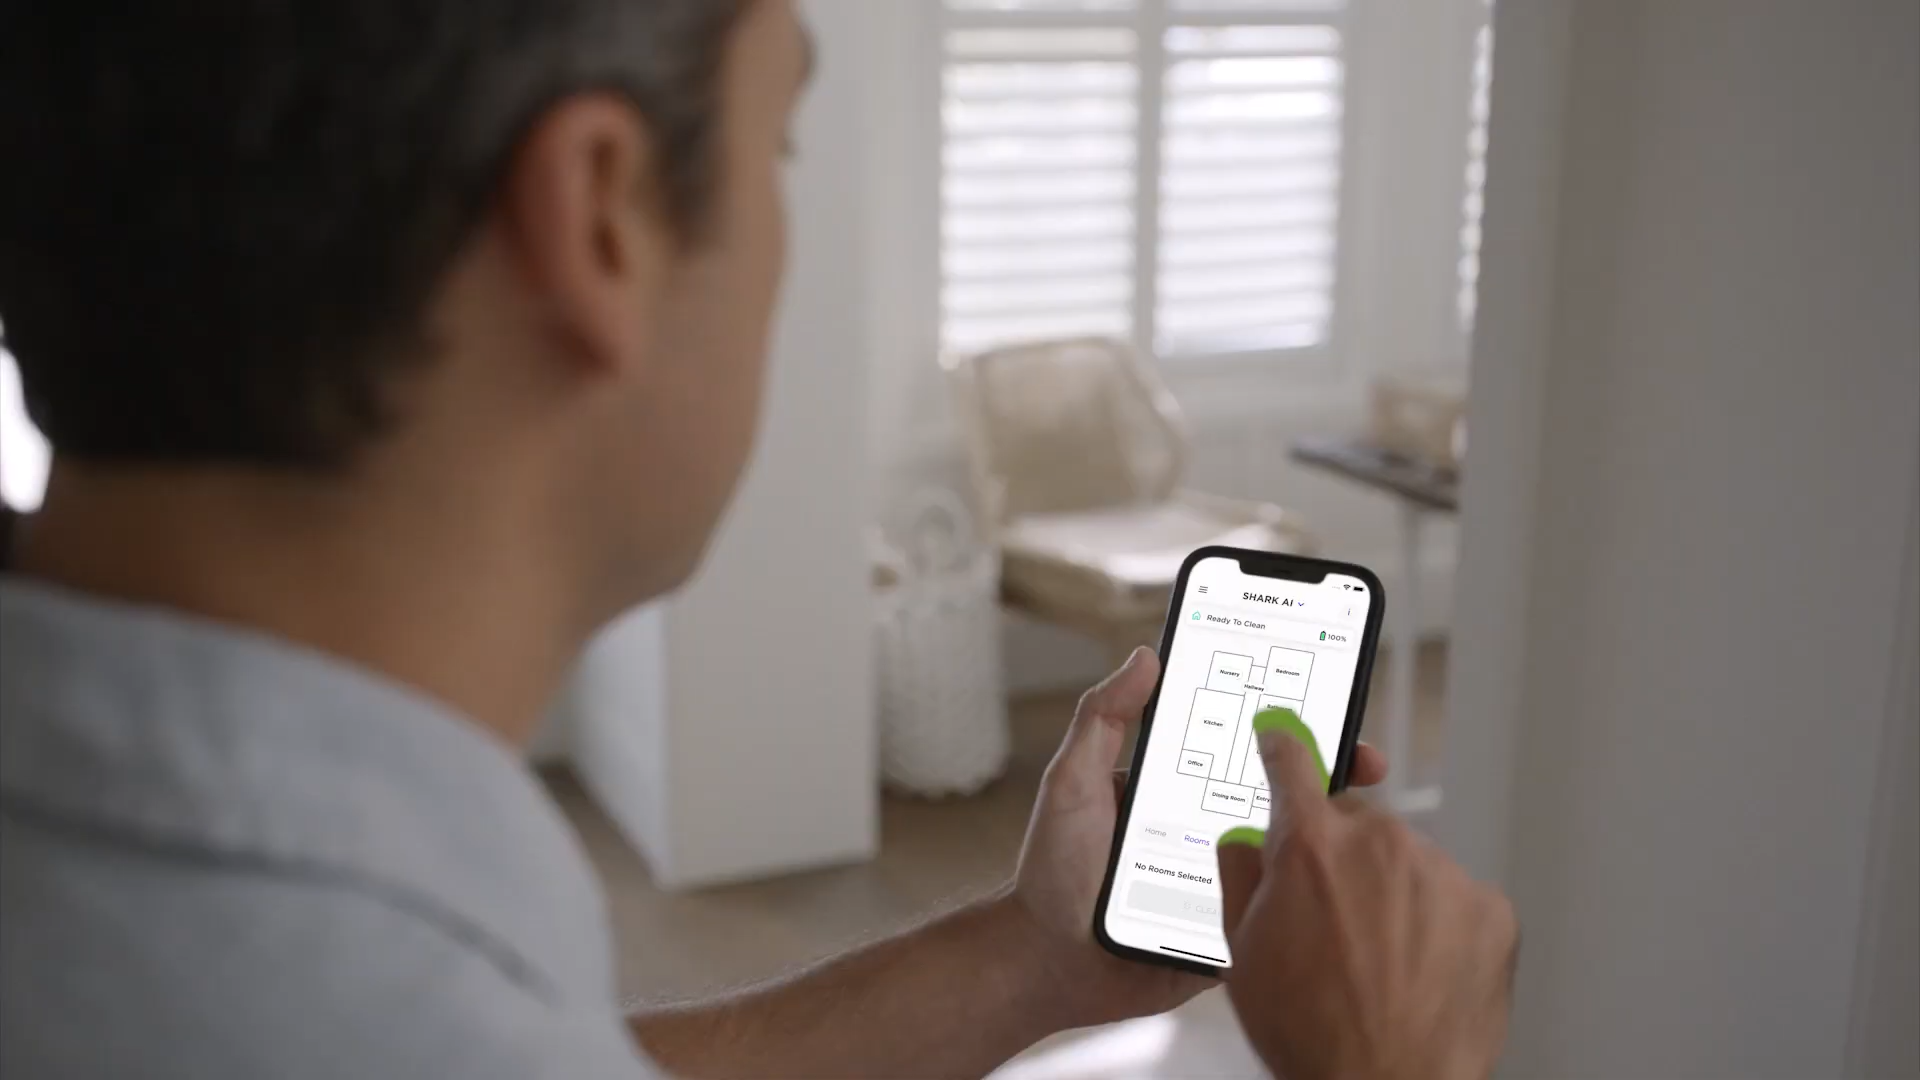 SHARK AI
Ready To Clean
100%
Nursery
Bedroom
Hallway
Kitchen
Office
Dining Room
Entry
Home
Rooms
No Rooms Selected